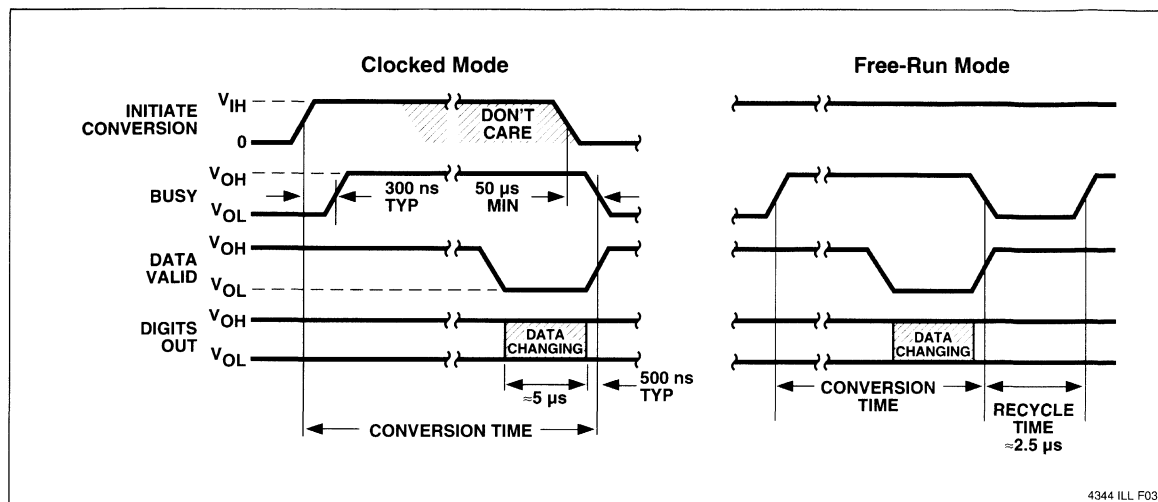 Clocked Mode
Free-Run Mode
INITIATE
CONVERSION
VIH
0
DON'T
CARE
BUSY
VOH
VOL
300 ns
TYP
50 µs
MIN
DATA
VALID
VOH
VOL
DIGITS
OUT
VOH
VOL
DATA
CHANGING
≈5 µs
500 ns
TYP
CONVERSION TIME
DATA
CHANGING
CONVERSION
TIME
RECYCLE
TIME
≈2.5 µs
4344 ILL F03